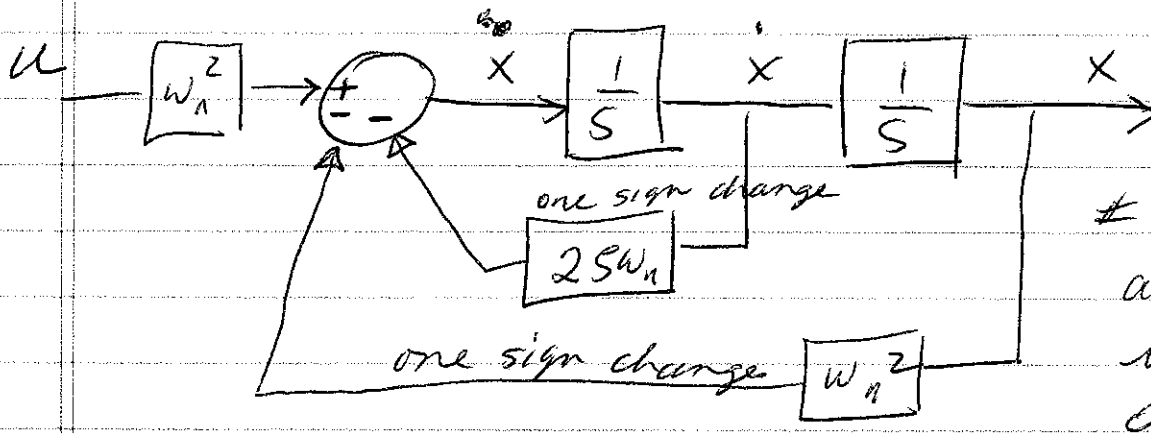 u ωn² + - - ẍ 1/s ẋ 1/s x
one sign change
2ζωn
one sign change ωn²